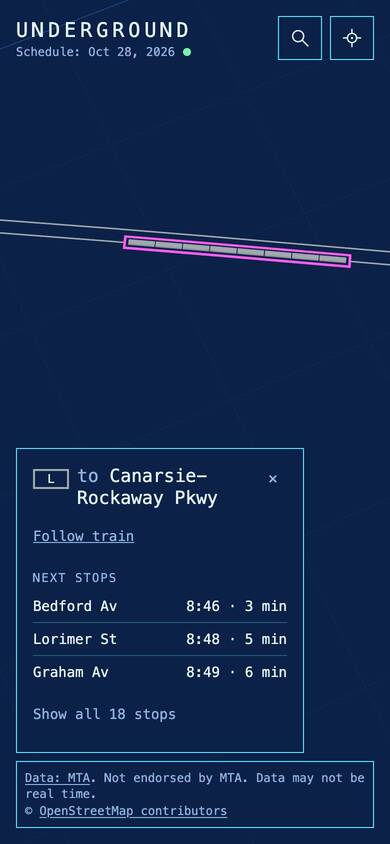 UNDERGROUND
Schedule: Oct 28, 2026
L to Canarsie–
Rockaway Pkwy
×
Follow train
NEXT STOPS
Bedford Av 8:46 · 3 min
Lorimer St 8:48 · 5 min
Graham Av 8:49 · 6 min
Show all 18 stops
Data: MTA. Not endorsed by MTA. Data may not be
real time.
© OpenStreetMap contributors